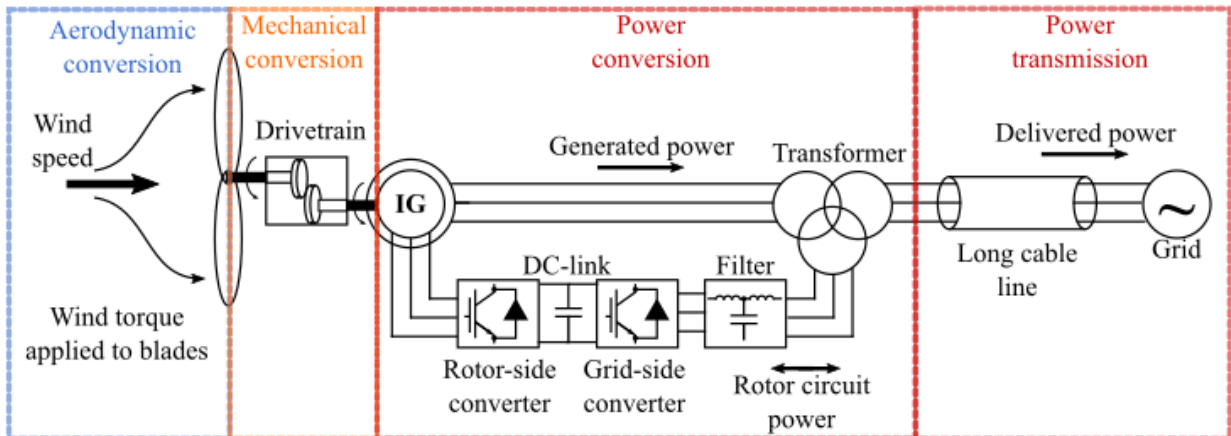 Aerodynamic
conversion
Mechanical
conversion
Power
conversion
Power
transmission
Wind
speed
Drivetrain
Generated power
Transformer
Delivered power
IG
~
Grid
Long cable
line
DC-link
Filter
Wind torque
applied to blades
Rotor-side
converter
Grid-side
converter
Rotor circuit
power